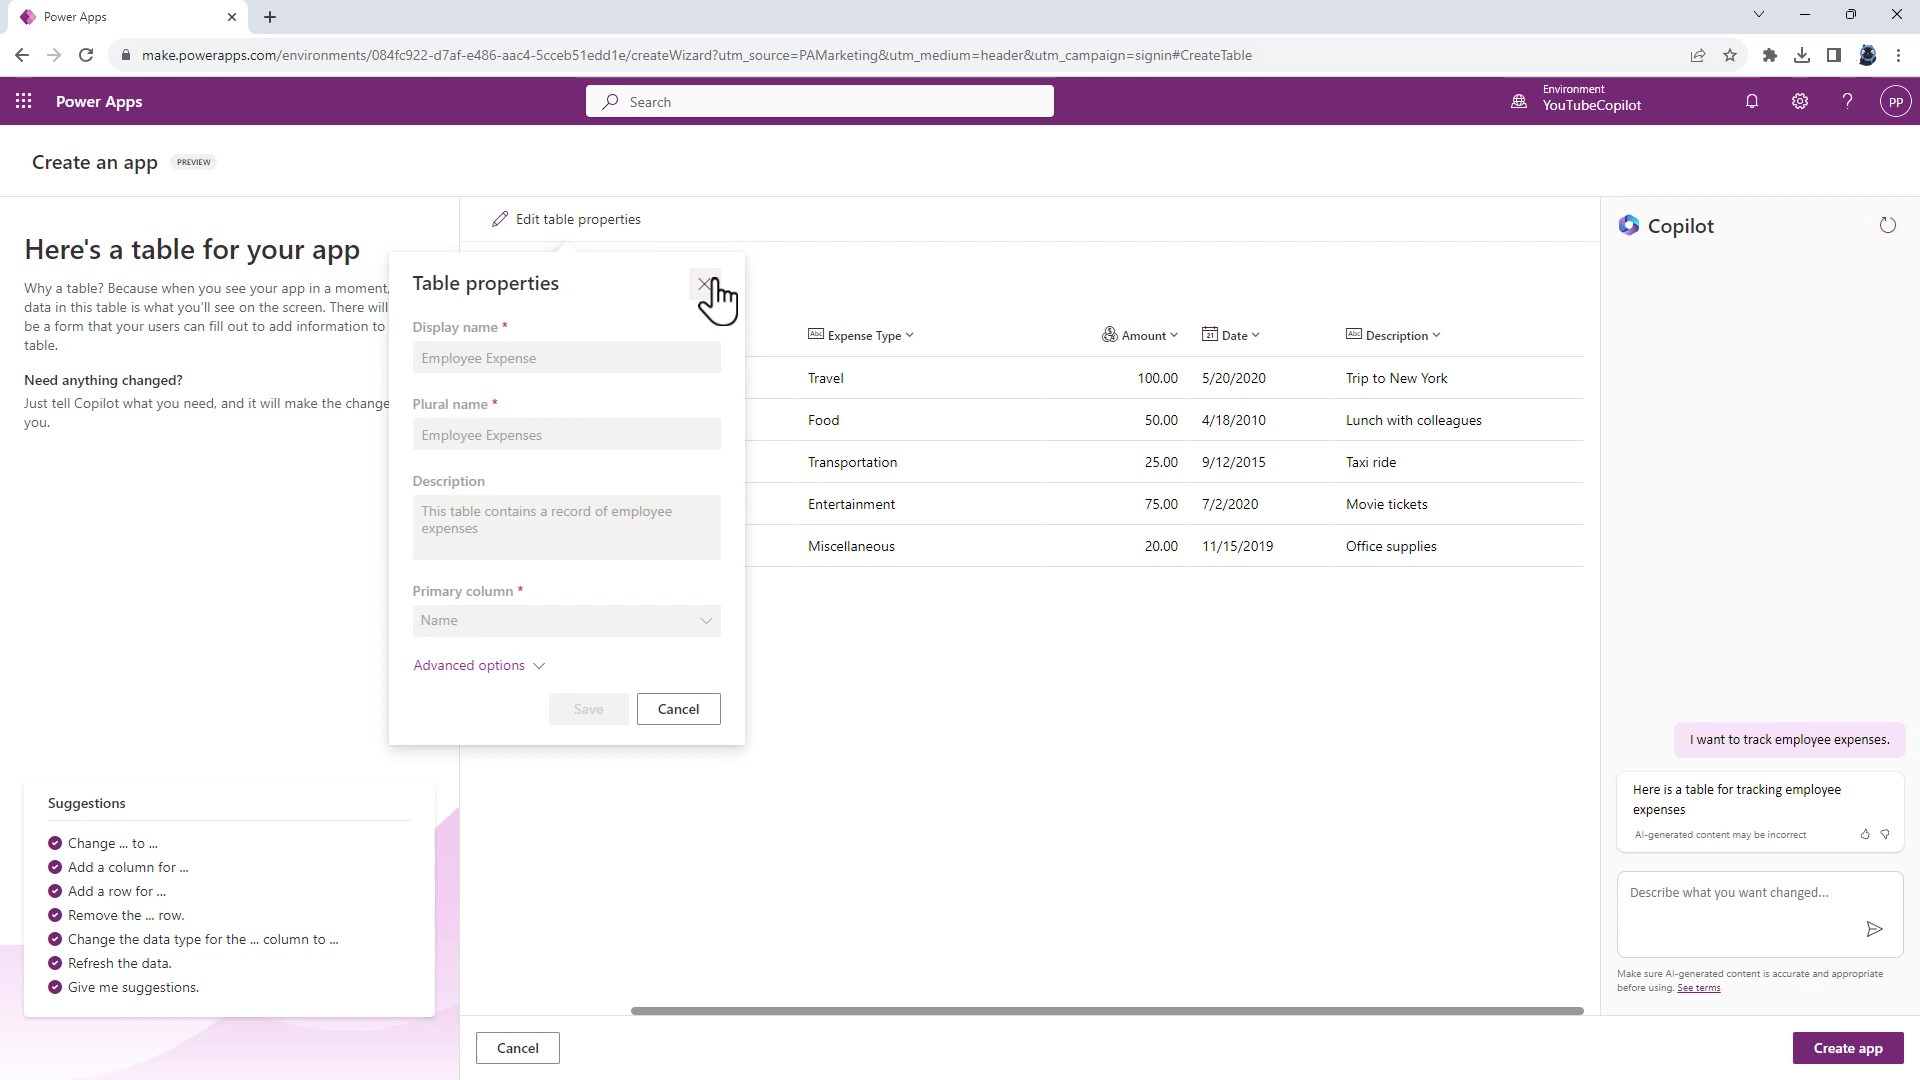 Power Apps
make.powerapps.com/environments/084fc922-d7af-e486-aac4-5cceb51edd1e/createWizard?utm_source=PAMarketing&utm_medium=header&utm_campaign=signin#CreateTable
Power Apps
Search
Environment
YouTubeCopilot
PP
Create an app PREVIEW
Here's a table for your app
Why a table? Because when you see your app in a moment,
data in this table is what you'll see on the screen. There will
be a form that your users can fill out to add information to
table.
Need anything changed?
Just tell Copilot what you need, and it will make the change
you.
Suggestions
Change ... to ...
Add a column for ...
Add a row for ...
Remove the ... row.
Change the data type for the ... column to ...
Refresh the data.
Give me suggestions.
Edit table properties
Table properties
Display name *
Employee Expense
Plural name *
Employee Expenses
Description
This table contains a record of employee
expenses
Primary column *
Name
Advanced options
Save Cancel
Abc Expense Type Amount 21 Date Abc Description
Travel 100.00 5/20/2020 Trip to New York
Food 50.00 4/18/2010 Lunch with colleagues
Transportation 25.00 9/12/2015 Taxi ride
Entertainment 75.00 7/2/2020 Movie tickets
Miscellaneous 20.00 11/15/2019 Office supplies
Cancel
Create app
Copilot
I want to track employee expenses.
Here is a table for tracking employee
expenses
AI-generated content may be incorrect
Describe what you want changed...
Make sure AI-generated content is accurate and appropriate
before using. See terms